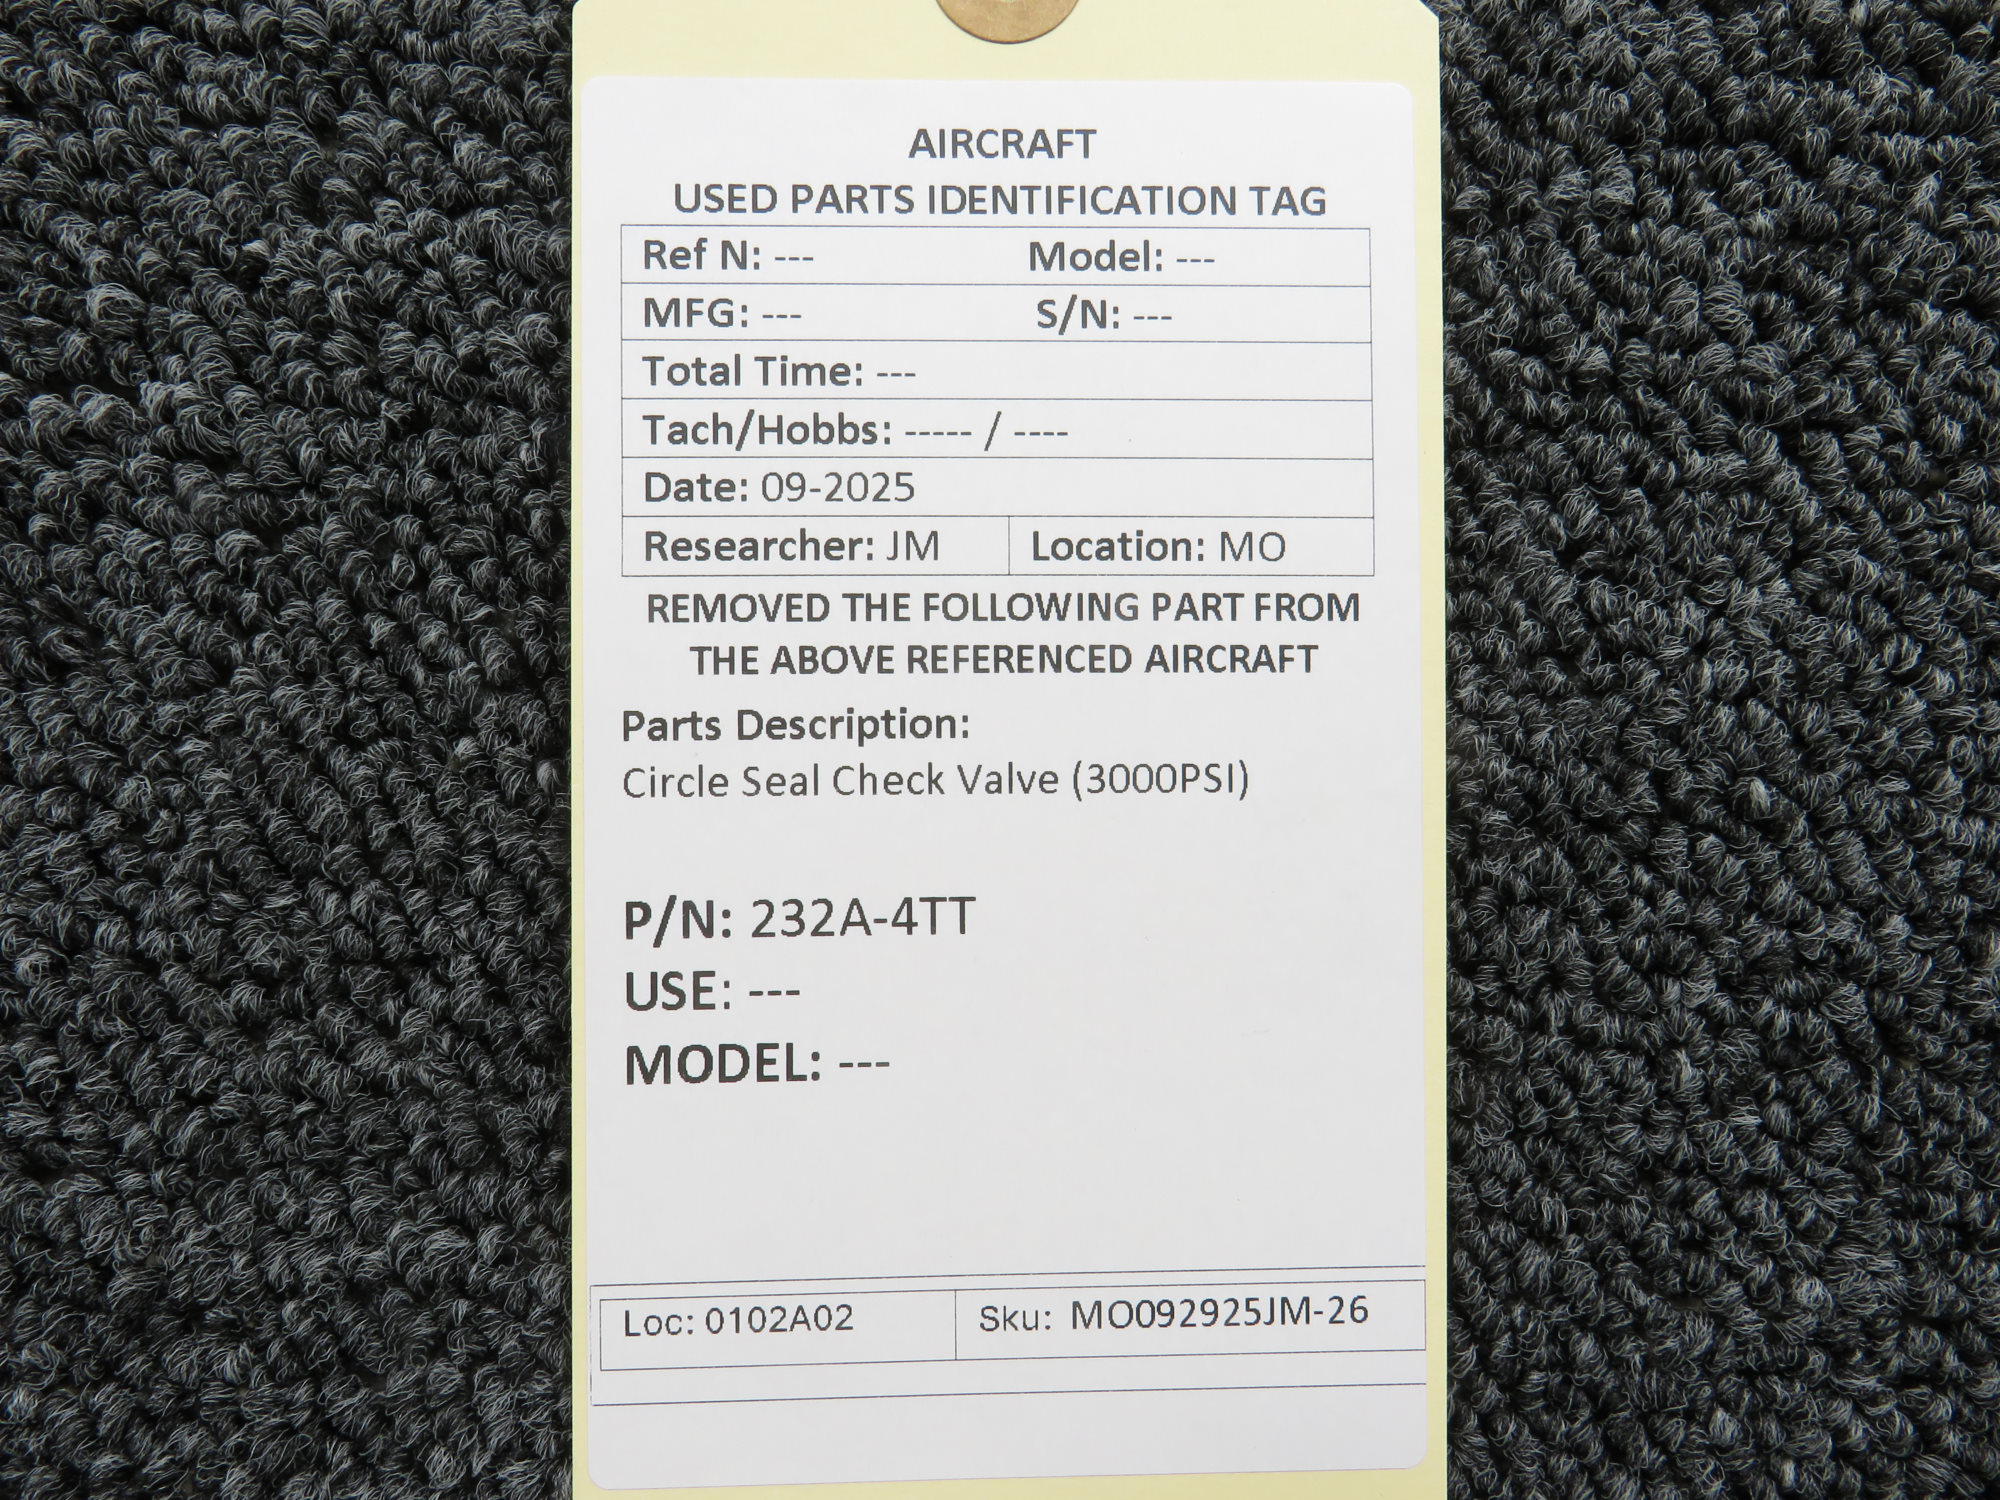 AIRCRAFT
USED PARTS IDENTIFICATION TAG
Ref N: --- Model: ---
MFG: --- S/N: ---
Total Time: ---
Tach/Hobbs: ----- / ----
Date: 09-2025
Researcher: JM Location: MO
REMOVED THE FOLLOWING PART FROM
THE ABOVE REFERENCED AIRCRAFT
Parts Description:
Circle Seal Check Valve (3000PSI)
P/N: 232A-4TT
USE: ---
MODEL: ---
Loc: 0102A02 Sku: MO092925JM-26